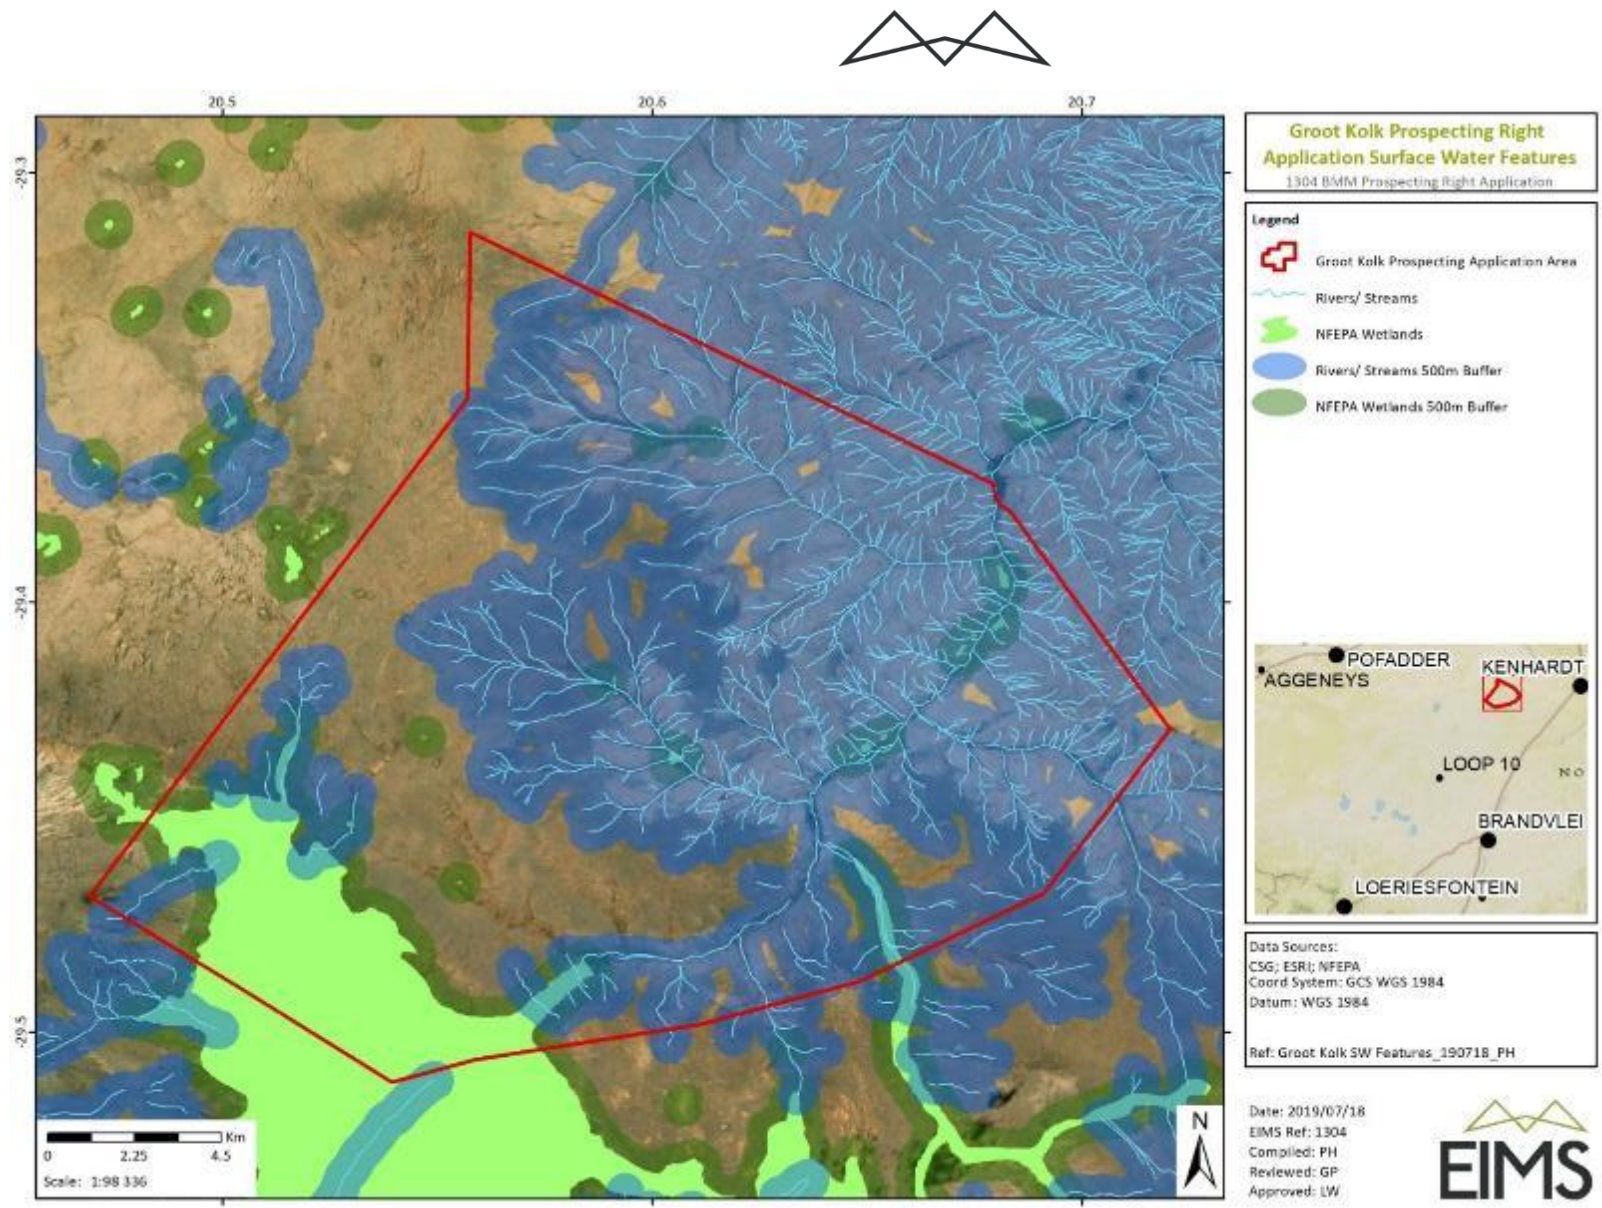 20.5
20.6
20.7
-29.3
-29.4
-29.5
Km
0
2.25
4.5
Scale: 1:98 336
N
Groot Kolk Prospecting Right
Application Surface Water Features
1304 BMM Prospecting Right Application
Legend
Groot Kolk Prospecting Application Area
Rivers/ Streams
NFEPA Wetlands
Rivers/ Streams 500m Buffer
NFEPA Wetlands 500m Buffer
POFADDER
KENHARDT
AGGENEYS
LOOP 10
N O
BRANDVLEI
LOERIESFONTEIN
Data Sources:
CSG; ESRI; NFEPA
Coord System: GCS WGS 1984
Datum: WGS 1984
Ref: Groot Kolk SW Features_190718_PH
Date: 2019/07/18
EIMS Ref: 1304
Compiled: PH
Reviewed: GP
Approved: LW
EIMS